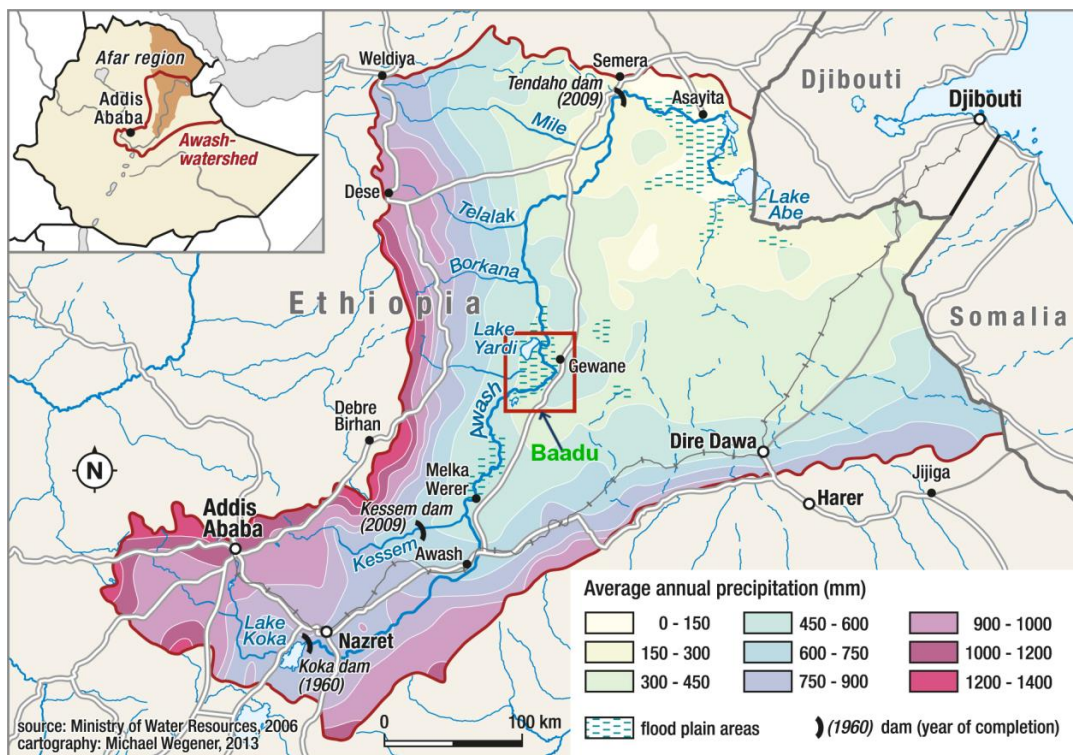 Afar region
Addis
Ababa
Awash-
watershed
Weldiya
Semera
Tendaho dam
(2009)
Asayita
Djibouti
Djibouti
Mile
Dese
Lake
Abe
Telalak
Borkana
Ethiopia
Somalia
Lake
Yardi
Gewane
Awash
Baadu
Debre
Birhan
Dire Dawa
N
Melka
Werer
Jijiga
Harer
Kessem dam
(2009)
Addis
Ababa
Kessem
Awash
Lake
Koka
Nazret
Koka dam
(1960)
0 100 km
source: Ministry of Water Resources, 2006
cartography: Michael Wegener, 2013
Average annual precipitation (mm)
0 - 150 450 - 600 900 - 1000
150 - 300 600 - 750 1000 - 1200
300 - 450 750 - 900 1200 - 1400
flood plain areas (1960) dam (year of completion)